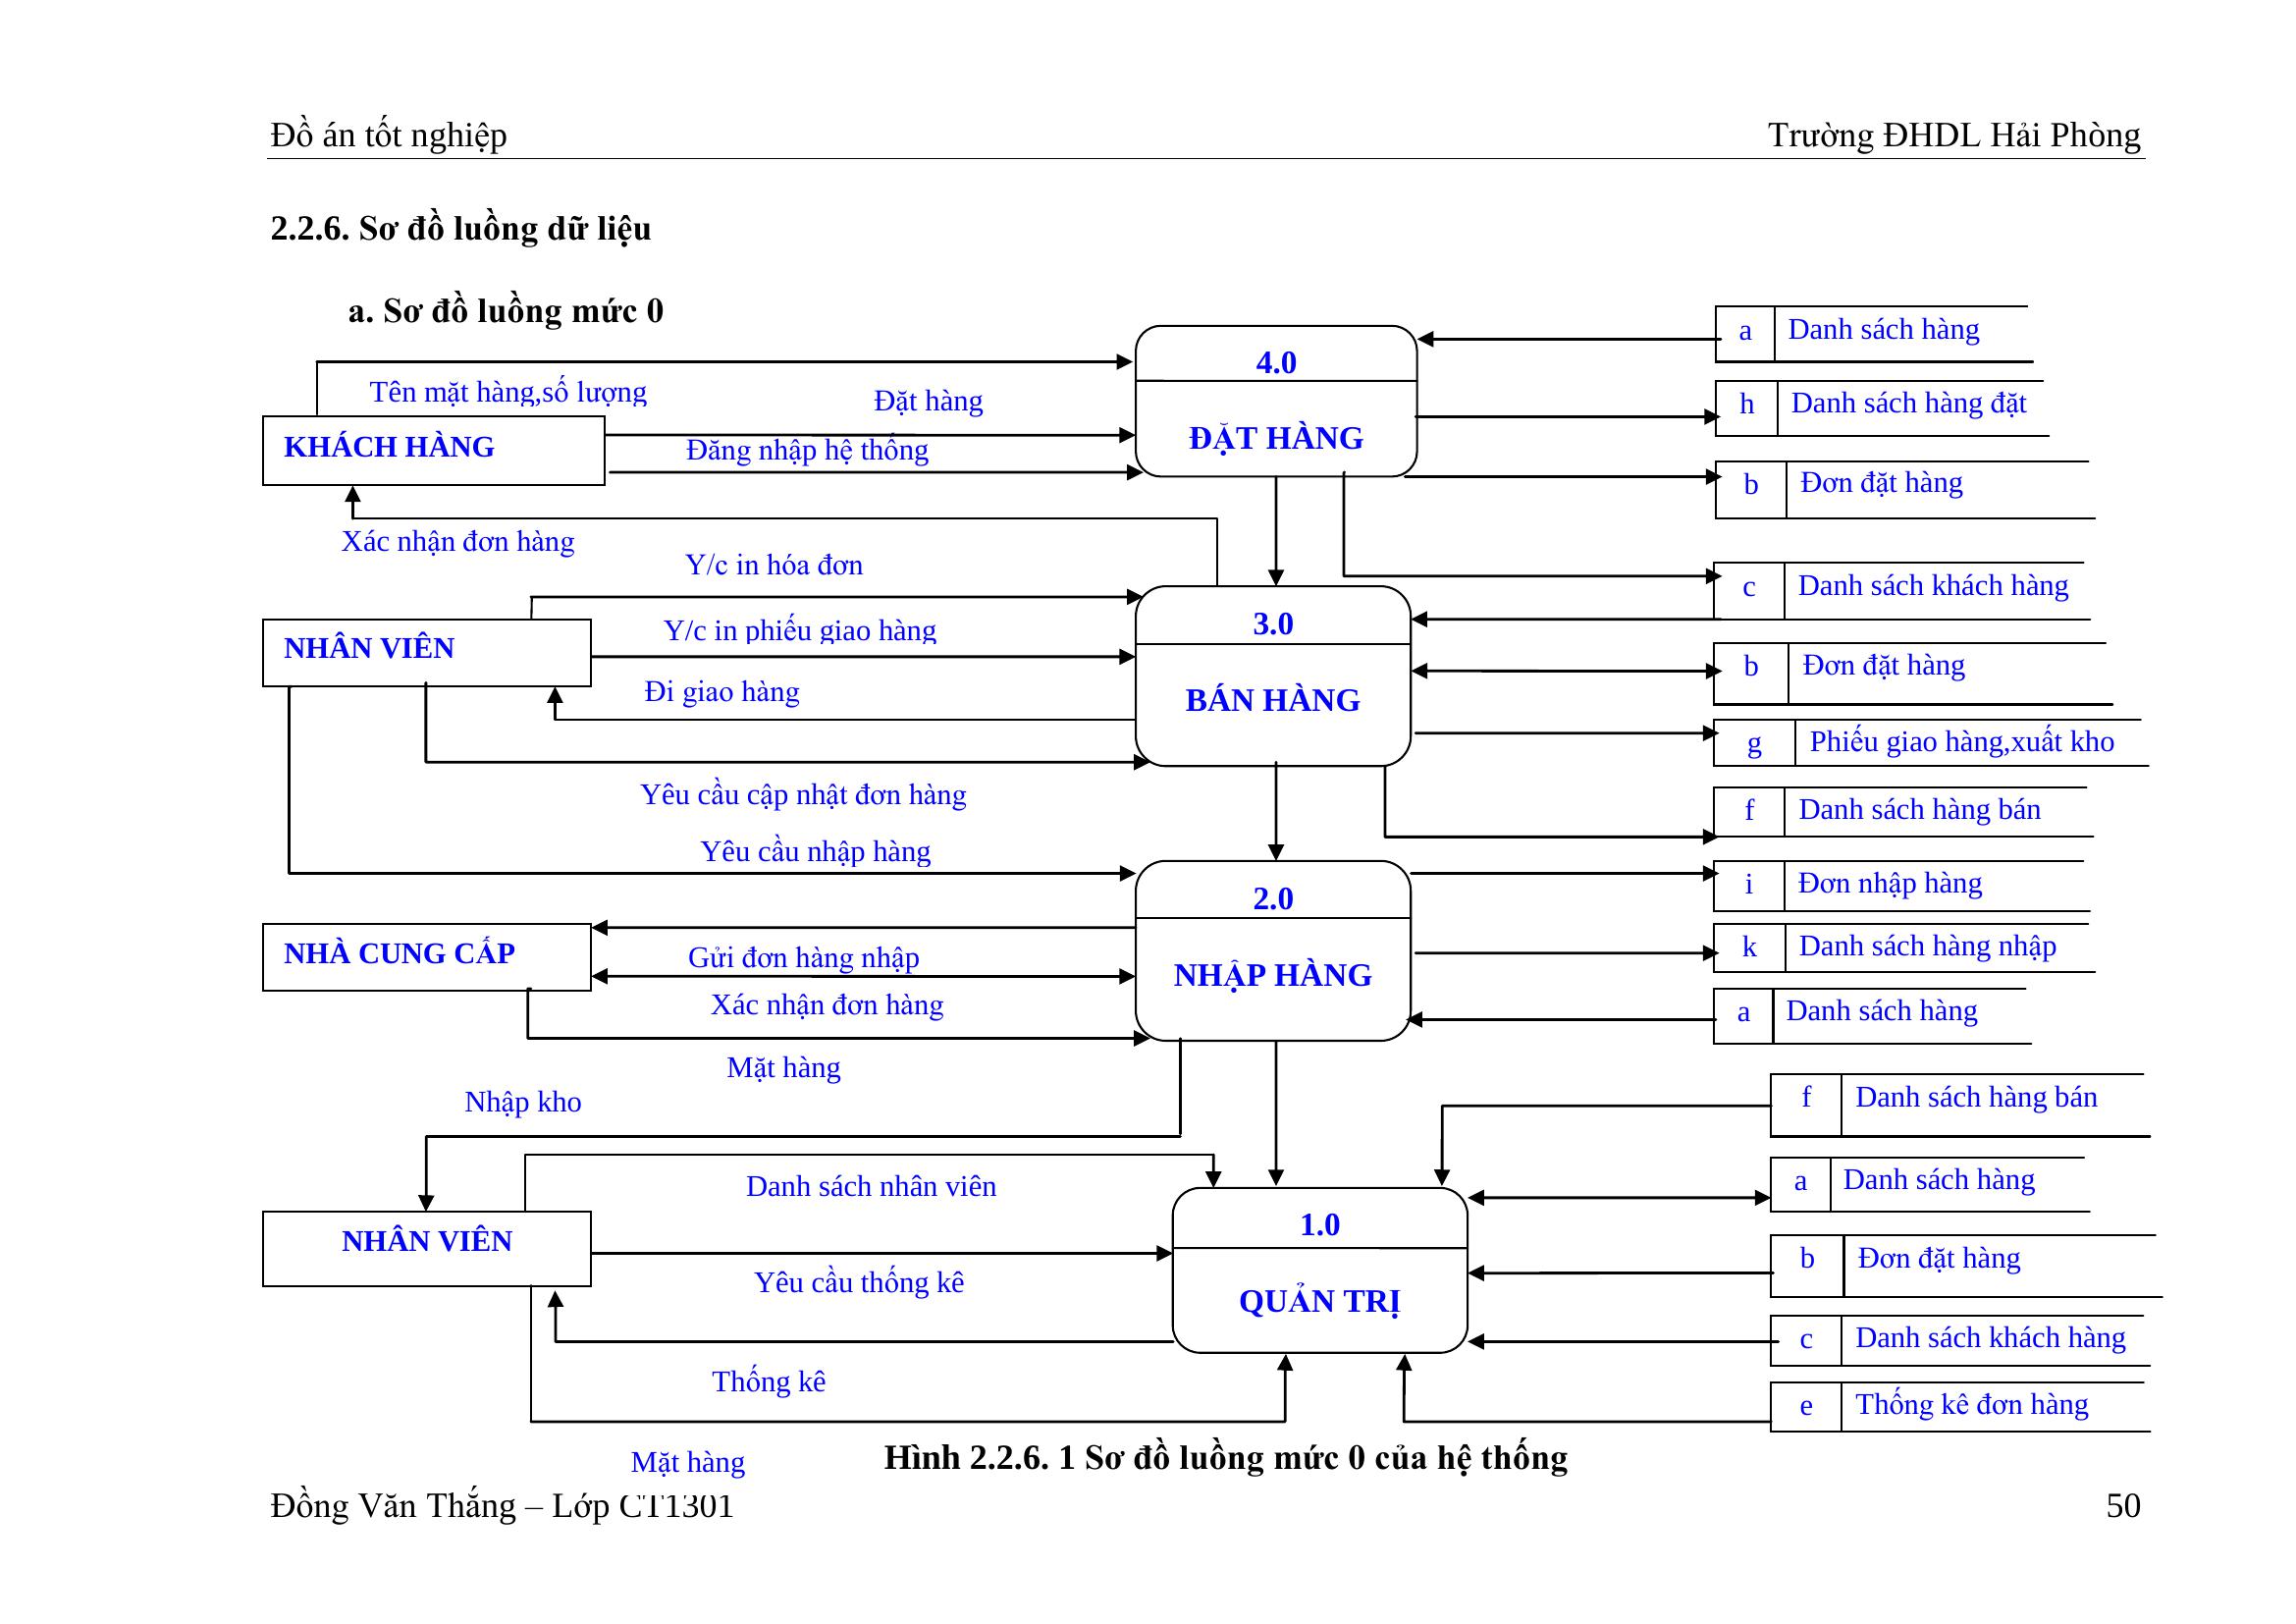 Đồ án tốt nghiệp
Trường ĐHDL Hải Phòng
2.2.6. Sơ đồ luồng dữ liệu
a. Sơ đồ luồng mức 0
a Danh sách hàng
4.0
Tên mặt hàng,số lượng
Đặt hàng
h Danh sách hàng đặt
KHÁCH HÀNG
ĐẶT HÀNG
Đăng nhập hệ thống
b Đơn đặt hàng
Xác nhận đơn hàng
Y/c in hóa đơn
c Danh sách khách hàng
3.0
Y/c in phiếu giao hàng
NHÂN VIÊN
b Đơn đặt hàng
Đi giao hàng
BÁN HÀNG
g Phiếu giao hàng,xuất kho
Yêu cầu cập nhật đơn hàng
f Danh sách hàng bán
Yêu cầu nhập hàng
i Đơn nhập hàng
2.0
NHÀ CUNG CẤP
Gửi đơn hàng nhập
k Danh sách hàng nhập
NHẬP HÀNG
Xác nhận đơn hàng
a Danh sách hàng
Mặt hàng
Nhập kho
f Danh sách hàng bán
Danh sách nhân viên
a Danh sách hàng
NHÂN VIÊN
1.0
Yêu cầu thống kê
b Đơn đặt hàng
QUẢN TRỊ
c Danh sách khách hàng
Thống kê
e Thống kê đơn hàng
Mặt hàng
Hình 2.2.6. 1 Sơ đồ luồng mức 0 của hệ thống
Đồng Văn Thắng – Lớp CT1301
50